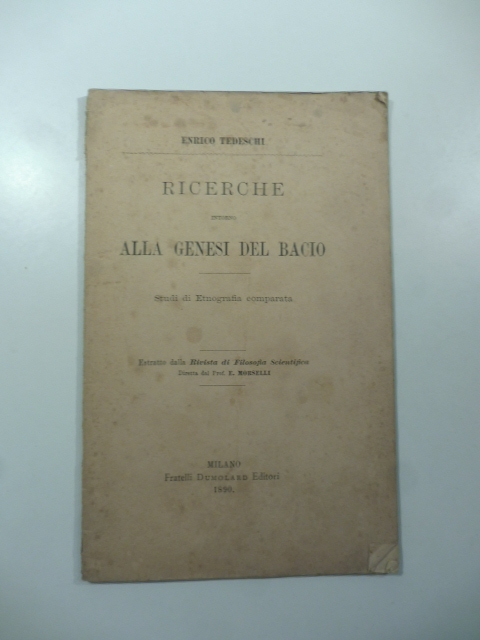 ENRICO TEDESCHI
RICERCHE
INTORNO
ALLA GENESI DEL BACIO
Studi di Etnografia comparata
Estratto dalla Rivista di Filosofia Scientifica
Diretta dal Prof. E. MORSELLI
MILANO
Fratelli DUMOLARD Editori
1890.